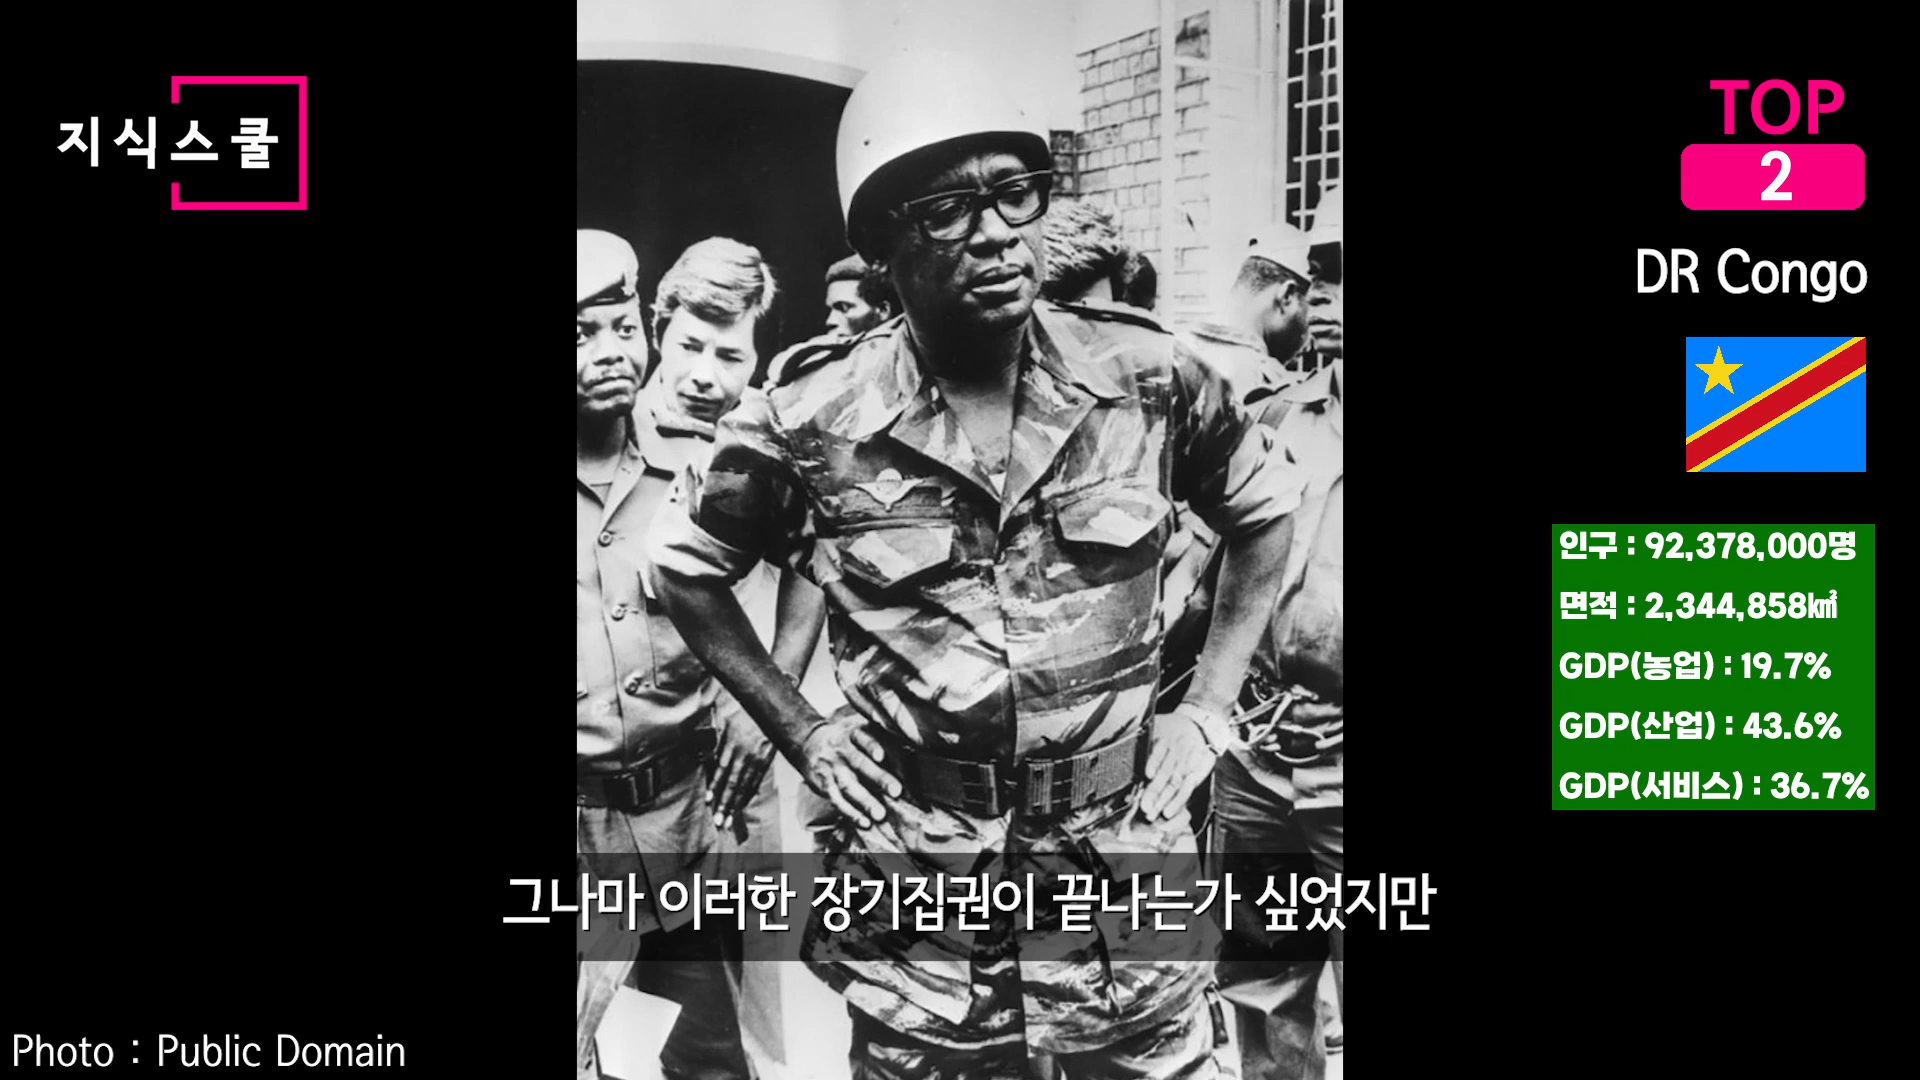 지식스쿨
TOP
2
DR Congo
인구 : 92,378,000명
면적 : 2,344,858㎢
GDP(농업) : 19.7%
GDP(산업) : 43.6%
GDP(서비스) : 36.7%
그나마 이러한 장기집권이 끝나는가 싶었지만
Photo : Public Domain